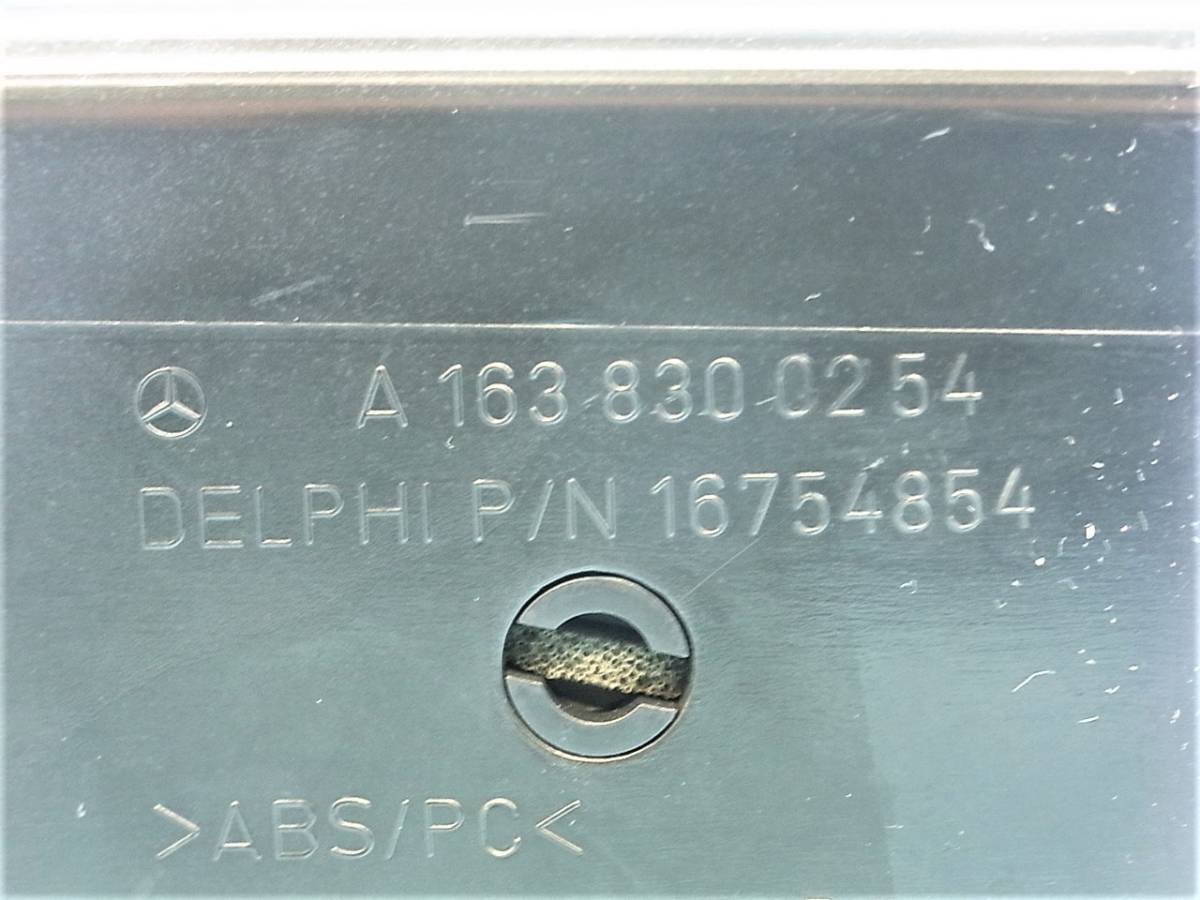 A 163 830 02 54
DELPHI P/N 16754854
>ABS/PC<